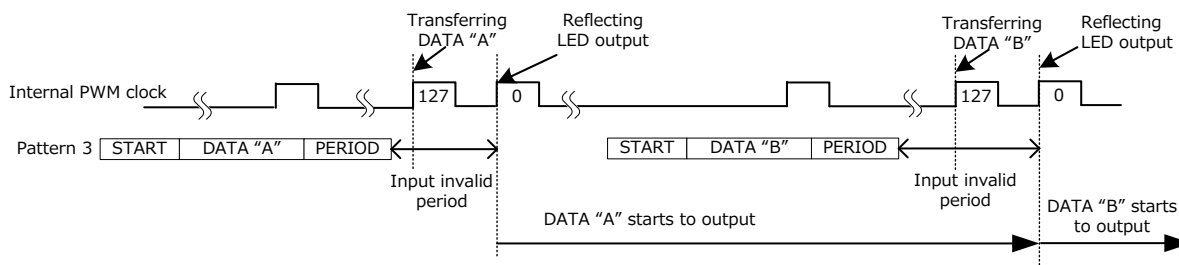 Transferring
DATA “A”
Reflecting
LED output
Transferring
DATA “B”
Reflecting
LED output
Internal PWM clock
127
0
127
0
Pattern 3
START
DATA “A”
PERIOD
START
DATA “B”
PERIOD
Input invalid
period
Input invalid
period
DATA “A” starts to output
DATA “B” starts
to output